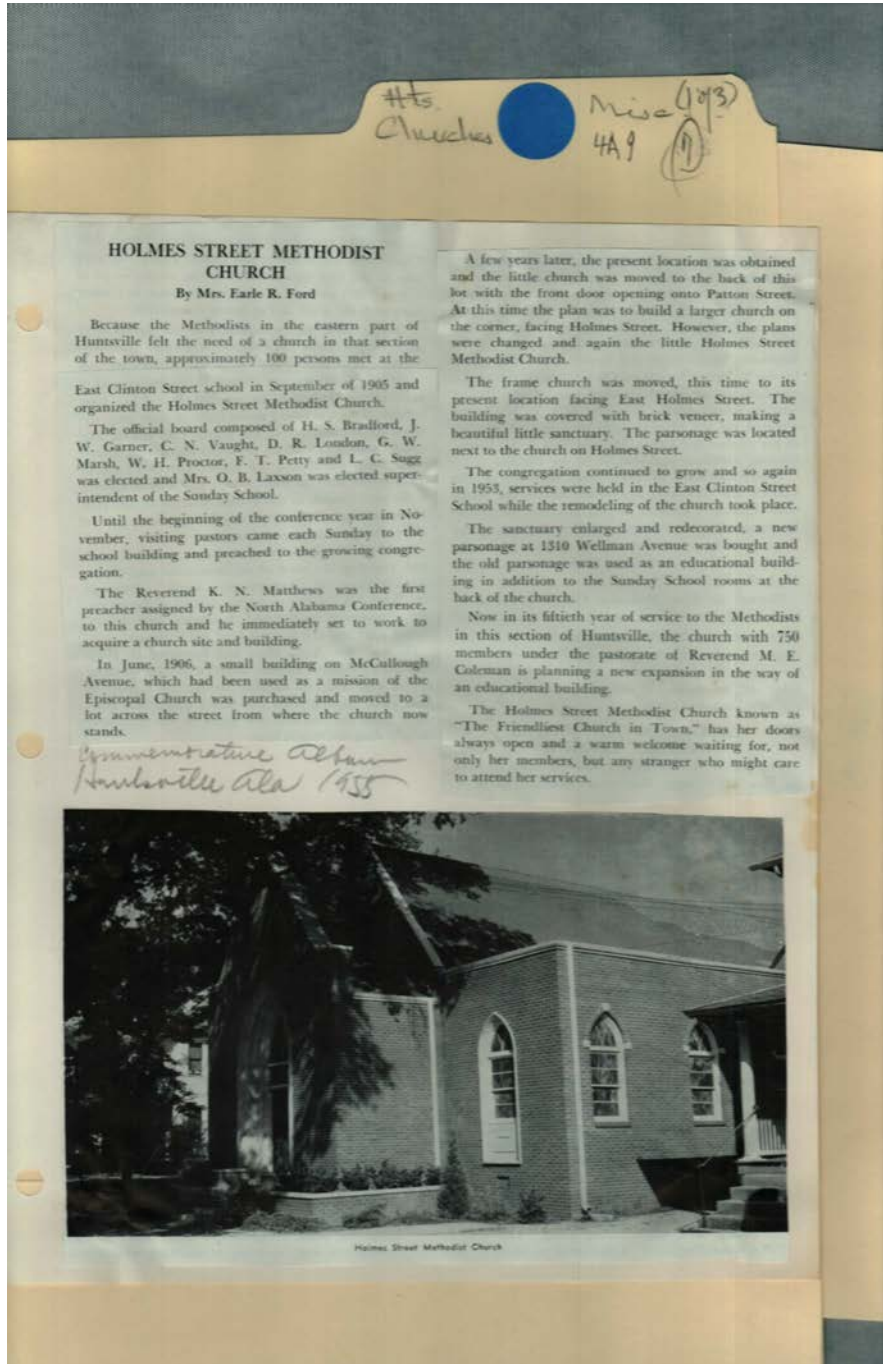 Hts.
Churches
Misc (1 of 3)
4A9
7
HOLMES STREET METHODIST
CHURCH
By Mrs. Earle R. Ford
Because the Methodists in the eastern part of
Huntsville felt the need of a church in that section
of the town, approximately 100 persons met at the
East Clinton Street school in September of 1905 and
organized the Holmes Street Methodist Church.
The official board composed of H. S. Bradford, J.
W. Garner, C. N. Vaught, D. R. London, G. W.
Marsh, W. H. Proctor, F. T. Petty and L. C. Sugg
was elected and Mrs. O. B. Laxson was elected super-
intendent of the Sunday School.
Until the beginning of the conference year in No-
vember, visiting pastors came each Sunday to the
school building and preached to the growing congre-
gation.
The Reverend K. N. Matthews was the first
preacher assigned by the North Alabama Conference,
to this church and he immediately set to work to
acquire a church site and building.
In June, 1906, a small building on McCullough
Avenue, which had been used as a mission of the
Episcopal Church was purchased and moved to a
lot across the street from where the church now
stands.
Commemorative Album
Huntsville Ala 1955
A few years later, the present location was obtained
and the little church was moved to the back of this
lot with the front door opening onto Patton Street.
At this time the plan was to build a larger church on
the corner, facing Holmes Street. However, the plans
were changed and again the little Holmes Street
Methodist Church.
The frame church was moved, this time to its
present location facing East Holmes Street. The
building was covered with brick veneer, making a
beautiful little sanctuary. The parsonage was located
next to the church on Holmes Street.
The congregation continued to grow and so again
in 1953, services were held in the East Clinton Street
School while the remodeling of the church took place.
The sanctuary enlarged and redecorated, a new
parsonage at 1310 Wellman Avenue was bought and
the old parsonage was used as an educational build-
ing in addition to the Sunday School rooms at the
back of the church.
Now in its fiftieth year of service to the Methodists
in this section of Huntsville, the church with 750
members under the pastorate of Reverend M. E.
Coleman is planning a new expansion in the way of
an educational building.
The Holmes Street Methodist Church known as
"The Friendliest Church in Town," has her doors
always open and a warm welcome waiting for, not
only her members, but any stranger who might care
to attend her services.
Holmes Street Methodist Church